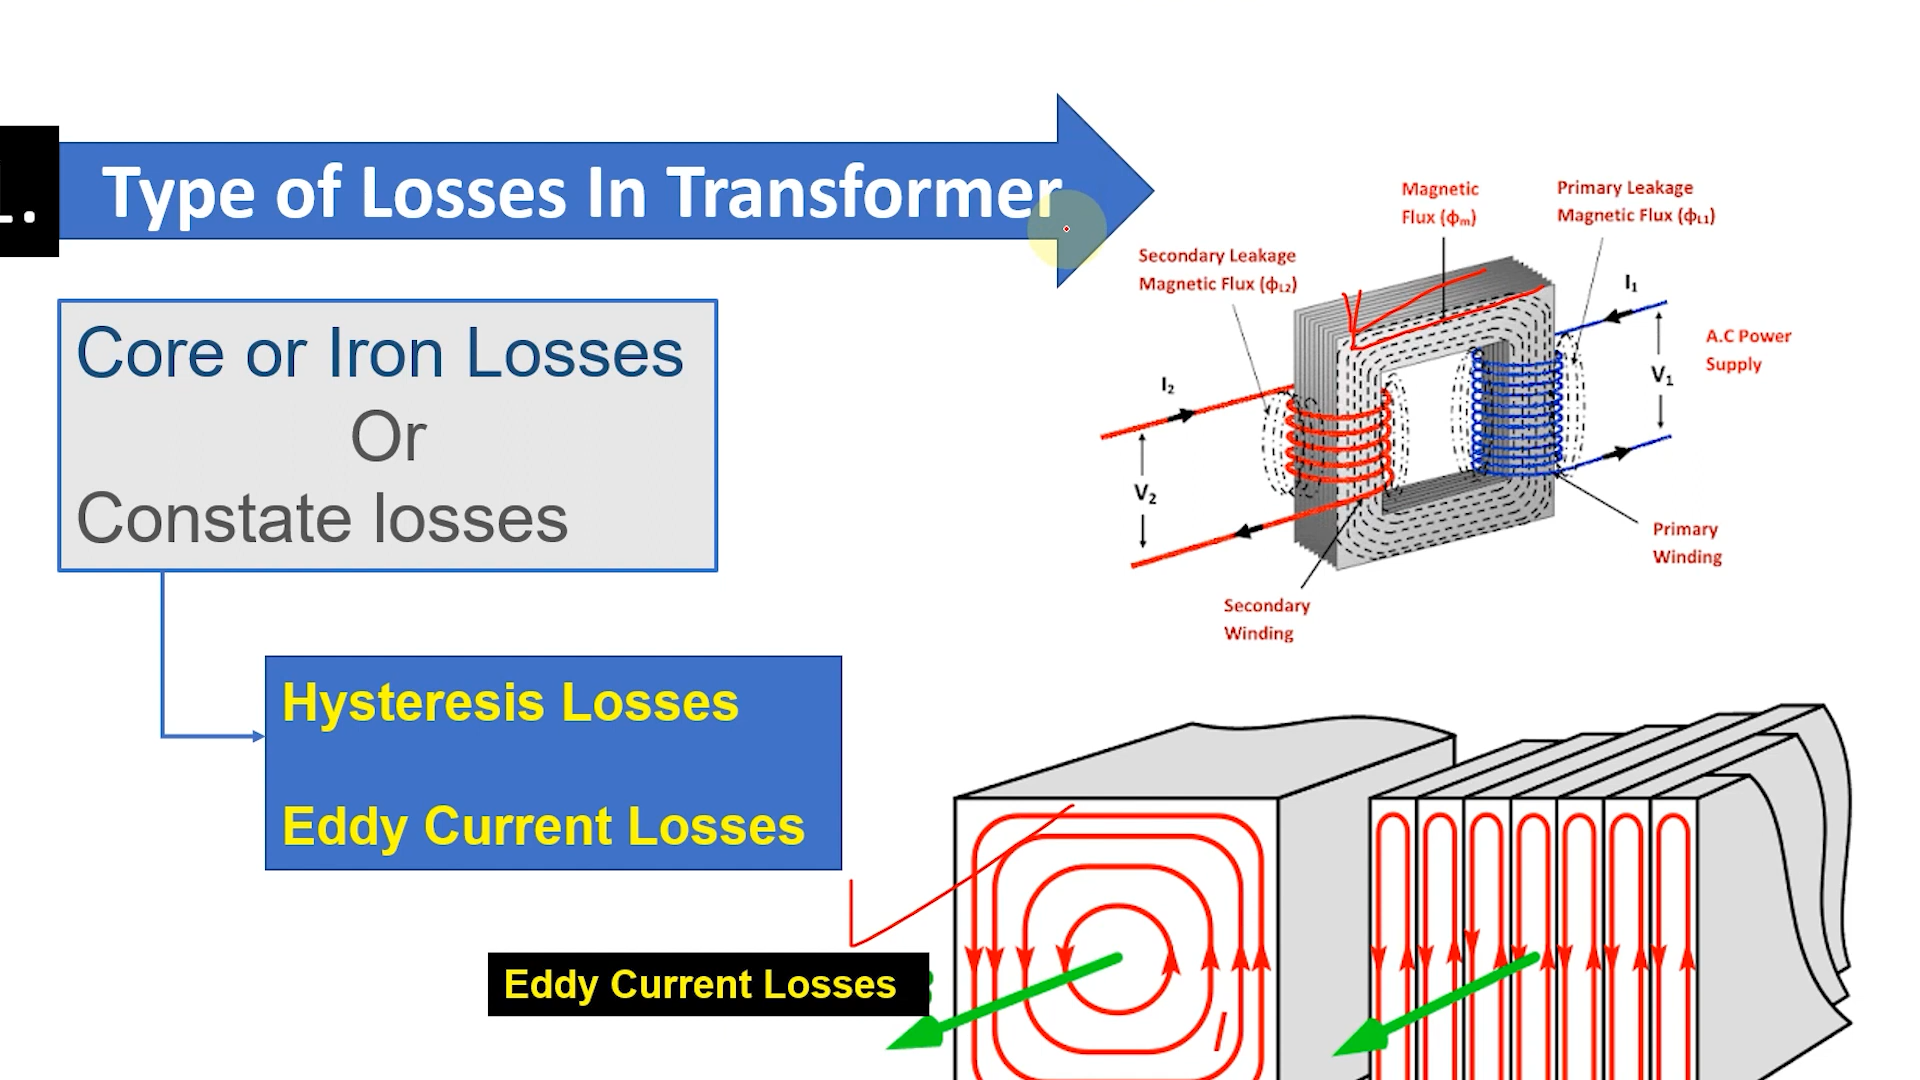 1.
Type of Losses In Transformer
Core or Iron Losses
Or
Constate losses
Hysteresis Losses
Eddy Current Losses
Eddy Current Losses
Magnetic
Flux (ϕₘ)
Primary Leakage
Magnetic Flux (ϕL1)
Secondary Leakage
Magnetic Flux (ϕL2)
I₁
A.C Power
Supply
V₁
I₂
V₂
Primary
Winding
Secondary
Winding
I